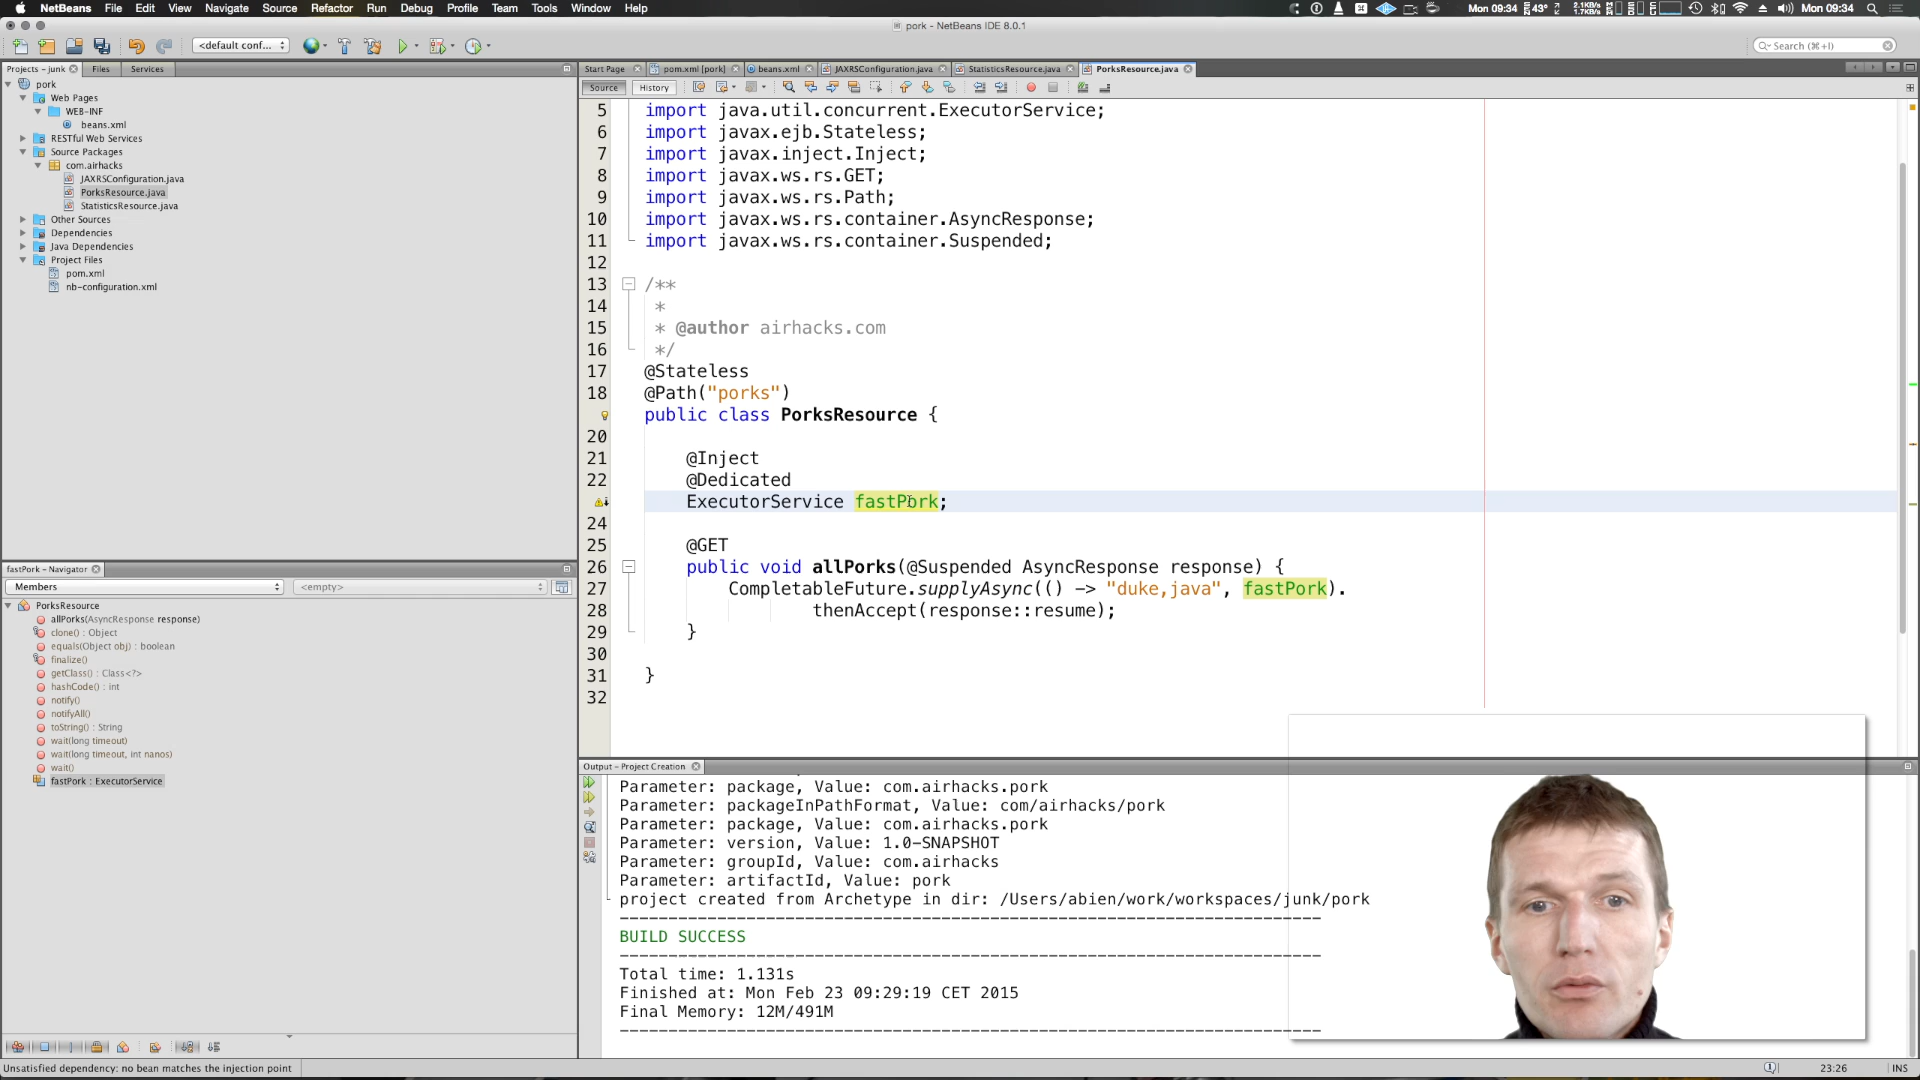 NetBeans File Edit View Navigate Source Refactor Run Debug Profile Team Tools Window Help
Mon 09:34 43° 2.1KB/s 1.7KB/s Mon 09:34
pork - NetBeans IDE 8.0.1
<default conf... Search (⌘+I)
Projects - junk Files Services
Start Page pom.xml [pork] beans.xml JAXRSConfiguration.java StatisticsResource.java PorksResource.java
Source History
pork
Web Pages
WEB-INF
beans.xml
RESTful Web Services
Source Packages
com.airhacks
JAXRSConfiguration.java
PorksResource.java
StatisticsResource.java
Other Sources
Dependencies
Java Dependencies
Project Files
pom.xml
nb-configuration.xml
5 import java.util.concurrent.ExecutorService;
6 import javax.ejb.Stateless;
7 import javax.inject.Inject;
8 import javax.ws.rs.GET;
9 import javax.ws.rs.Path;
10 import javax.ws.rs.container.AsyncResponse;
11 import javax.ws.rs.container.Suspended;
12
13 /**
14 *
15 * @author airhacks.com
16 */
17 @Stateless
18 @Path("porks")
public class PorksResource {
20
21 @Inject
22 @Dedicated
ExecutorService fastPork;
24
25 @GET
26 public void allPorks(@Suspended AsyncResponse response) {
27 CompletableFuture.supplyAsync(() -> "duke,java", fastPork).
28 thenAccept(response::resume);
29 }
30
31 }
32
fastPork - Navigator
Members <empty>
PorksResource
allPorks(AsyncResponse response)
clone() : Object
equals(Object obj) : boolean
finalize()
getClass() : Class<?>
hashCode() : int
notify()
notifyAll()
toString() : String
wait(long timeout)
wait(long timeout, int nanos)
wait()
fastPork : ExecutorService
Output - Project Creation
Parameter: package, Value: com.airhacks.pork
Parameter: packageInPathFormat, Value: com/airhacks/pork
Parameter: package, Value: com.airhacks.pork
Parameter: version, Value: 1.0-SNAPSHOT
Parameter: groupId, Value: com.airhacks
Parameter: artifactId, Value: pork
project created from Archetype in dir: /Users/abien/work/workspaces/junk/pork
------------------------------------------------------------------------
BUILD SUCCESS
------------------------------------------------------------------------
Total time: 1.131s
Finished at: Mon Feb 23 09:29:19 CET 2015
Final Memory: 12M/491M
------------------------------------------------------------------------
Unsatisfied dependency: no bean matches the injection point 23:26 INS